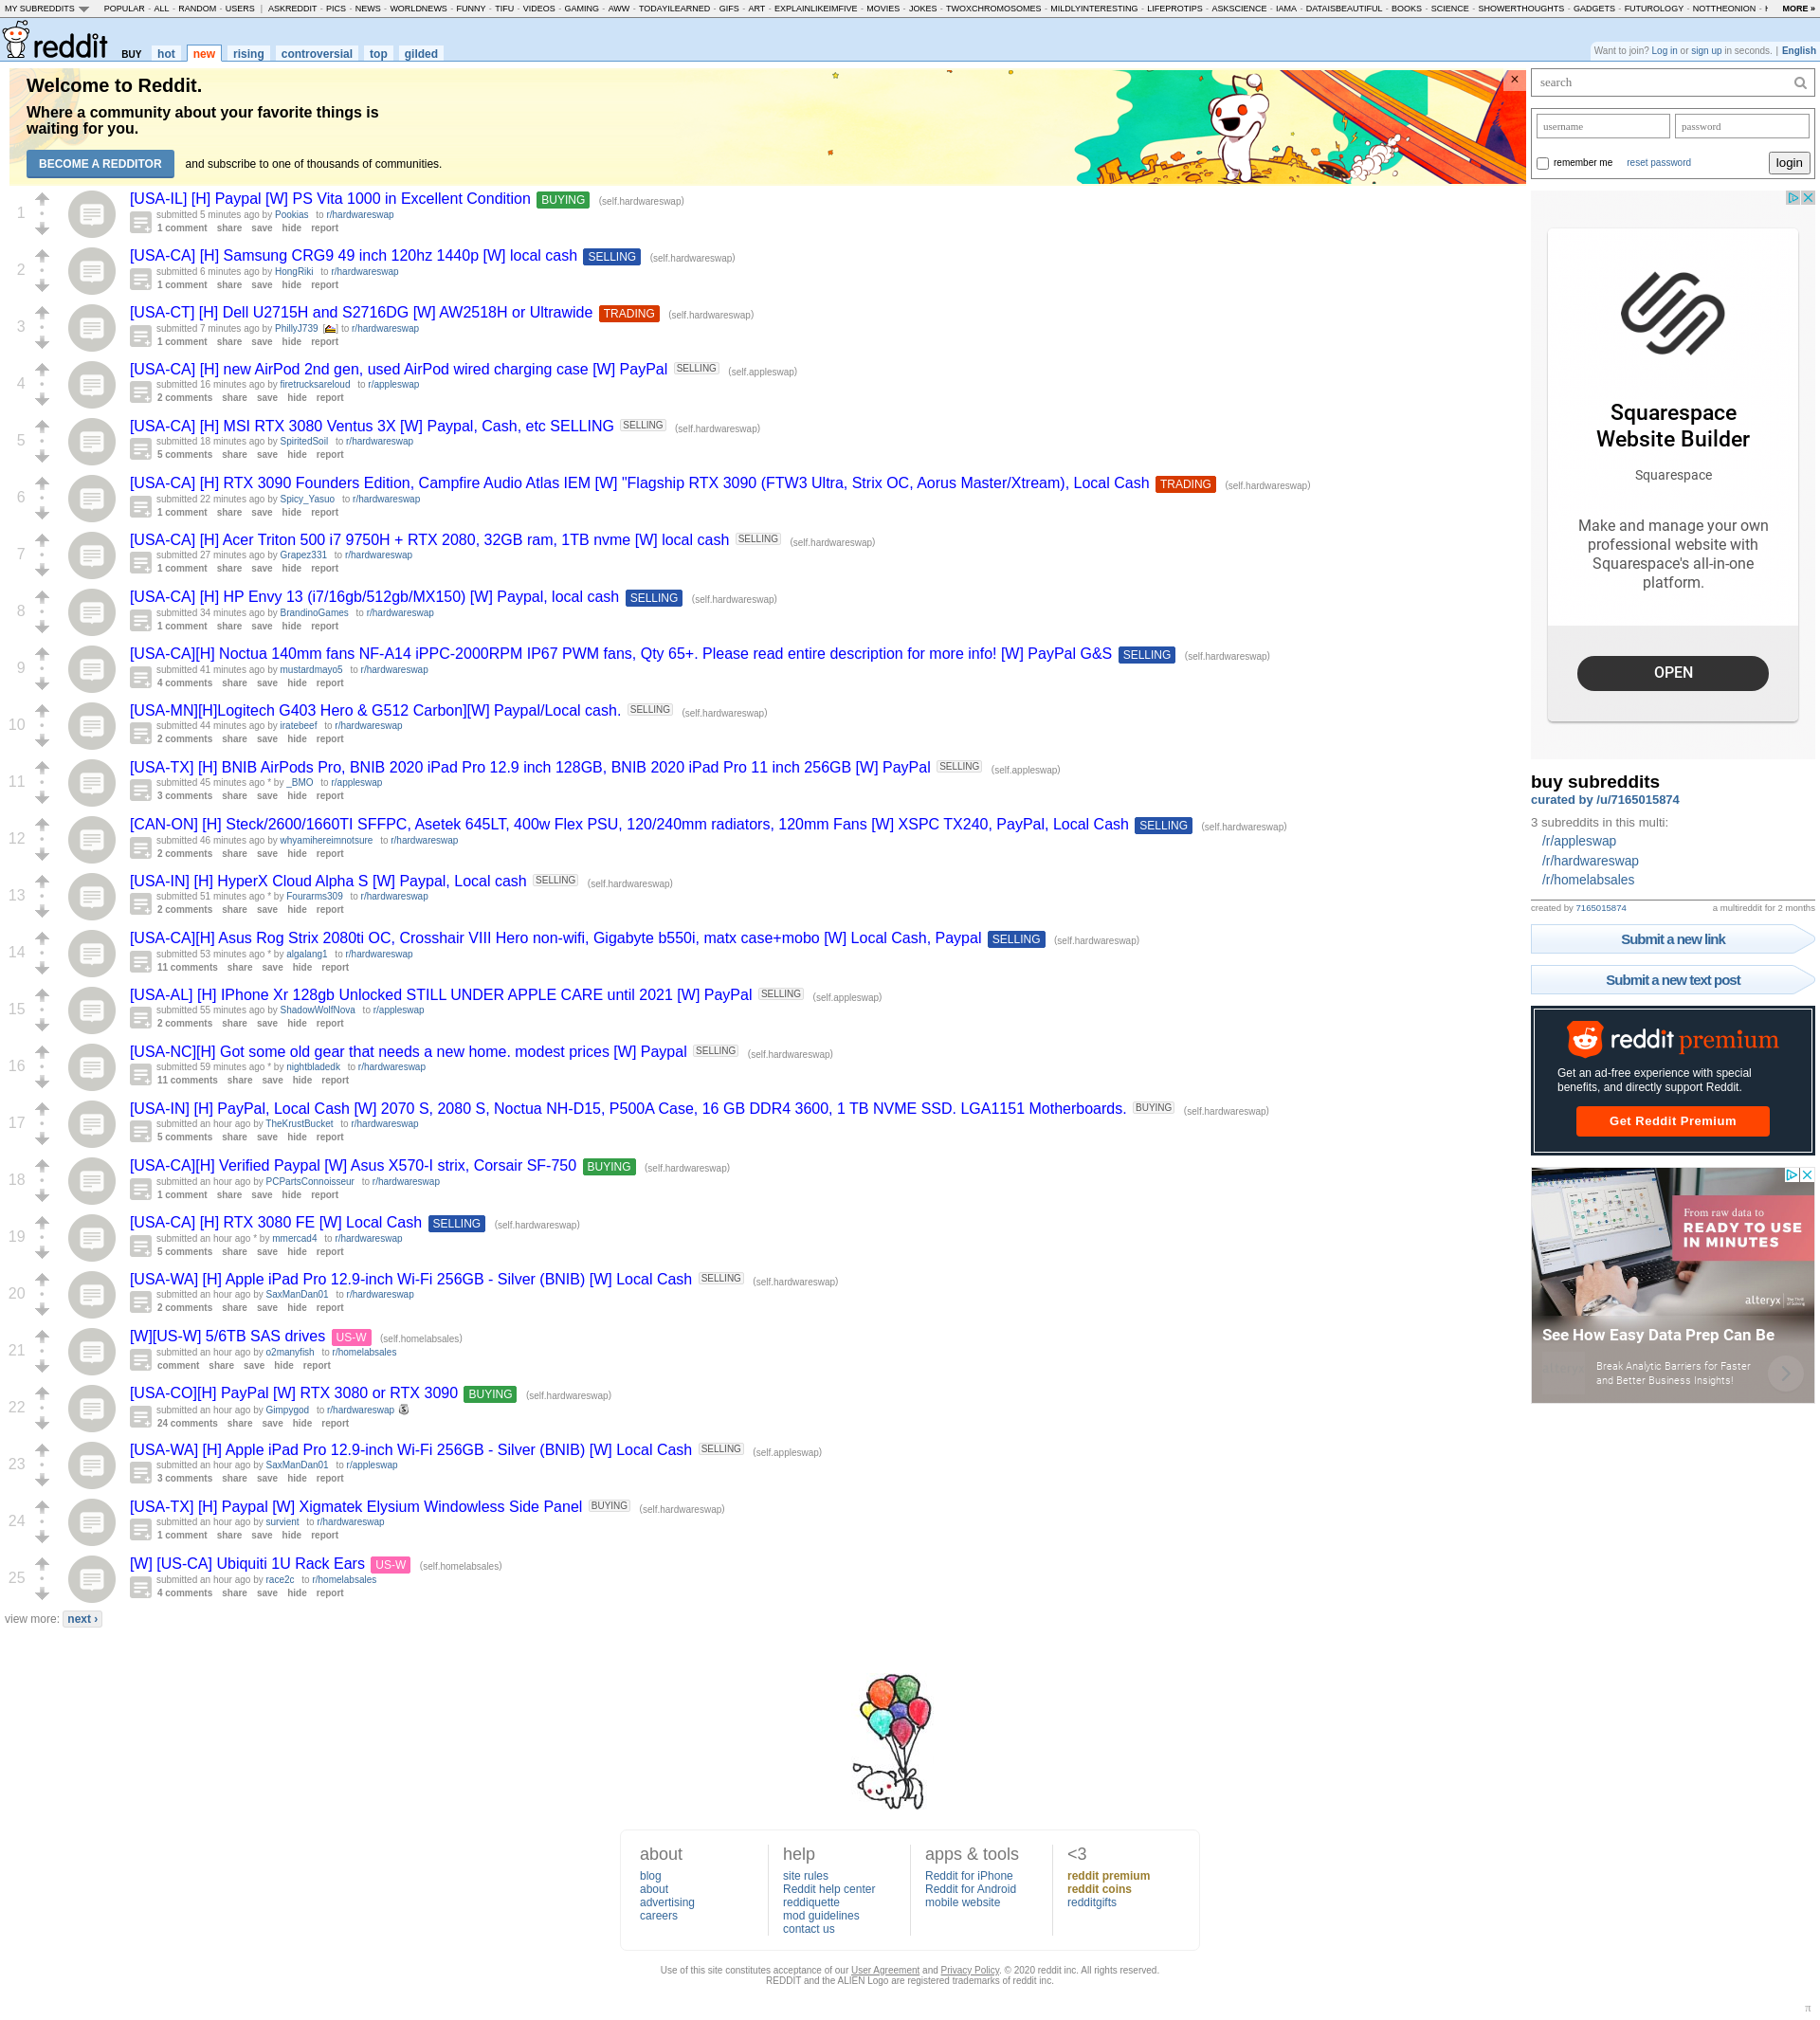 MY SUBREDDITS POPULAR - ALL - RANDOM - USERS | ASKREDDIT - PICS - NEWS - WORLDNEWS - FUNNY - TIFU - VIDEOS - GAMING - AWW - TODAYILEARNED - GIFS - ART - EXPLAINLIKEIMFIVE - MOVIES - JOKES - TWOXCHROMOSOMES - MILDLYINTERESTING - LIFEPROTIPS - ASKSCIENCE - IAMA - DATAISBEAUTIFUL - BOOKS - SCIENCE - SHOWERTHOUGHTS - GADGETS - FUTUROLOGY - NOTTHEONION - MORE »
reddit BUY hot new rising controversial top gilded
Want to join? Log in or sign up in seconds. | English
Welcome to Reddit.
Where a community about your favorite things is
waiting for you.
BECOME A REDDITOR and subscribe to one of thousands of communities.
1
[USA-IL] [H] Paypal [W] PS Vita 1000 in Excellent Condition BUYING (self.hardwareswap)
submitted 5 minutes ago by Pookias to r/hardwareswap
1 comment share save hide report
2
[USA-CA] [H] Samsung CRG9 49 inch 120hz 1440p [W] local cash SELLING (self.hardwareswap)
submitted 6 minutes ago by HongRiki to r/hardwareswap
1 comment share save hide report
3
[USA-CT] [H] Dell U2715H and S2716DG [W] AW2518H or Ultrawide TRADING (self.hardwareswap)
submitted 7 minutes ago by PhillyJ739 [] to r/hardwareswap
1 comment share save hide report
4
[USA-CA] [H] new AirPod 2nd gen, used AirPod wired charging case [W] PayPal SELLING (self.appleswap)
submitted 16 minutes ago by firetrucksareloud to r/appleswap
2 comments share save hide report
5
[USA-CA] [H] MSI RTX 3080 Ventus 3X [W] Paypal, Cash, etc SELLING SELLING (self.hardwareswap)
submitted 18 minutes ago by SpiritedSoil to r/hardwareswap
5 comments share save hide report
6
[USA-CA] [H] RTX 3090 Founders Edition, Campfire Audio Atlas IEM [W] "Flagship RTX 3090 (FTW3 Ultra, Strix OC, Aorus Master/Xtream), Local Cash TRADING (self.hardwareswap)
submitted 22 minutes ago by Spicy_Yasuo to r/hardwareswap
1 comment share save hide report
7
[USA-CA] [H] Acer Triton 500 i7 9750H + RTX 2080, 32GB ram, 1TB nvme [W] local cash SELLING (self.hardwareswap)
submitted 27 minutes ago by Grapez331 to r/hardwareswap
1 comment share save hide report
8
[USA-CA] [H] HP Envy 13 (i7/16gb/512gb/MX150) [W] Paypal, local cash SELLING (self.hardwareswap)
submitted 34 minutes ago by BrandinoGames to r/hardwareswap
1 comment share save hide report
9
[USA-CA][H] Noctua 140mm fans NF-A14 iPPC-2000RPM IP67 PWM fans, Qty 65+. Please read entire description for more info! [W] PayPal G&S SELLING (self.hardwareswap)
submitted 41 minutes ago by mustardmayo5 to r/hardwareswap
4 comments share save hide report
10
[USA-MN][H]Logitech G403 Hero & G512 Carbon][W] Paypal/Local cash. SELLING (self.hardwareswap)
submitted 44 minutes ago by iratebeef to r/hardwareswap
2 comments share save hide report
11
[USA-TX] [H] BNIB AirPods Pro, BNIB 2020 iPad Pro 12.9 inch 128GB, BNIB 2020 iPad Pro 11 inch 256GB [W] PayPal SELLING (self.appleswap)
submitted 45 minutes ago * by _BMO to r/appleswap
3 comments share save hide report
12
[CAN-ON] [H] Steck/2600/1660TI SFFPC, Asetek 645LT, 400w Flex PSU, 120/240mm radiators, 120mm Fans [W] XSPC TX240, PayPal, Local Cash SELLING (self.hardwareswap)
submitted 46 minutes ago by whyamihereimnotsure to r/hardwareswap
2 comments share save hide report
13
[USA-IN] [H] HyperX Cloud Alpha S [W] Paypal, Local cash SELLING (self.hardwareswap)
submitted 51 minutes ago * by Fourarms309 to r/hardwareswap
2 comments share save hide report
14
[USA-CA][H] Asus Rog Strix 2080ti OC, Crosshair VIII Hero non-wifi, Gigabyte b550i, matx case+mobo [W] Local Cash, Paypal SELLING (self.hardwareswap)
submitted 53 minutes ago * by algalang1 to r/hardwareswap
11 comments share save hide report
15
[USA-AL] [H] IPhone Xr 128gb Unlocked STILL UNDER APPLE CARE until 2021 [W] PayPal SELLING (self.appleswap)
submitted 55 minutes ago by ShadowWolfNova to r/appleswap
2 comments share save hide report
16
[USA-NC][H] Got some old gear that needs a new home. modest prices [W] Paypal SELLING (self.hardwareswap)
submitted 59 minutes ago * by nightbladedk to r/hardwareswap
11 comments share save hide report
17
[USA-IN] [H] PayPal, Local Cash [W] 2070 S, 2080 S, Noctua NH-D15, P500A Case, 16 GB DDR4 3600, 1 TB NVME SSD. LGA1151 Motherboards. BUYING (self.hardwareswap)
submitted an hour ago by TheKrustBucket to r/hardwareswap
5 comments share save hide report
18
[USA-CA][H] Verified Paypal [W] Asus X570-I strix, Corsair SF-750 BUYING (self.hardwareswap)
submitted an hour ago by PCPartsConnoisseur to r/hardwareswap
1 comment share save hide report
19
[USA-CA] [H] RTX 3080 FE [W] Local Cash SELLING (self.hardwareswap)
submitted an hour ago * by mmercad4 to r/hardwareswap
5 comments share save hide report
20
[USA-WA] [H] Apple iPad Pro 12.9-inch Wi-Fi 256GB - Silver (BNIB) [W] Local Cash SELLING (self.hardwareswap)
submitted an hour ago by SaxManDan01 to r/hardwareswap
2 comments share save hide report
21
[W][US-W] 5/6TB SAS drives US-W (self.homelabsales)
submitted an hour ago by o2manyfish to r/homelabsales
comment share save hide report
22
[USA-CO][H] PayPal [W] RTX 3080 or RTX 3090 BUYING (self.hardwareswap)
submitted an hour ago by Gimpygod to r/hardwareswap
24 comments share save hide report
23
[USA-WA] [H] Apple iPad Pro 12.9-inch Wi-Fi 256GB - Silver (BNIB) [W] Local Cash SELLING (self.appleswap)
submitted an hour ago by SaxManDan01 to r/appleswap
3 comments share save hide report
24
[USA-TX] [H] Paypal [W] Xigmatek Elysium Windowless Side Panel BUYING (self.hardwareswap)
submitted an hour ago by survient to r/hardwareswap
1 comment share save hide report
25
[W] [US-CA] Ubiquiti 1U Rack Ears US-W (self.homelabsales)
submitted an hour ago by race2c to r/homelabsales
4 comments share save hide report
view more: next ›
search
username password
remember me reset password login
Squarespace
Website Builder
Squarespace
Make and manage your own
professional website with
Squarespace's all-in-one
platform.
OPEN
buy subreddits
curated by /u/7165015874
3 subreddits in this multi:
/r/appleswap
/r/hardwareswap
/r/homelabsales
created by 7165015874 a multireddit for 2 months
Submit a new link
Submit a new text post
reddit premium
Get an ad-free experience with special
benefits, and directly support Reddit.
Get Reddit Premium
From raw data to
READY TO USE
IN MINUTES
alteryx
See How Easy Data Prep Can Be
Break Analytic Barriers for Faster
and Better Business Insights!
about
blog
about
advertising
careers
help
site rules
Reddit help center
reddiquette
mod guidelines
contact us
apps & tools
Reddit for iPhone
Reddit for Android
mobile website
<3
reddit premium
reddit coins
redditgifts
Use of this site constitutes acceptance of our User Agreement and Privacy Policy. © 2020 reddit inc. All rights reserved.
REDDIT and the ALIEN Logo are registered trademarks of reddit inc.
π